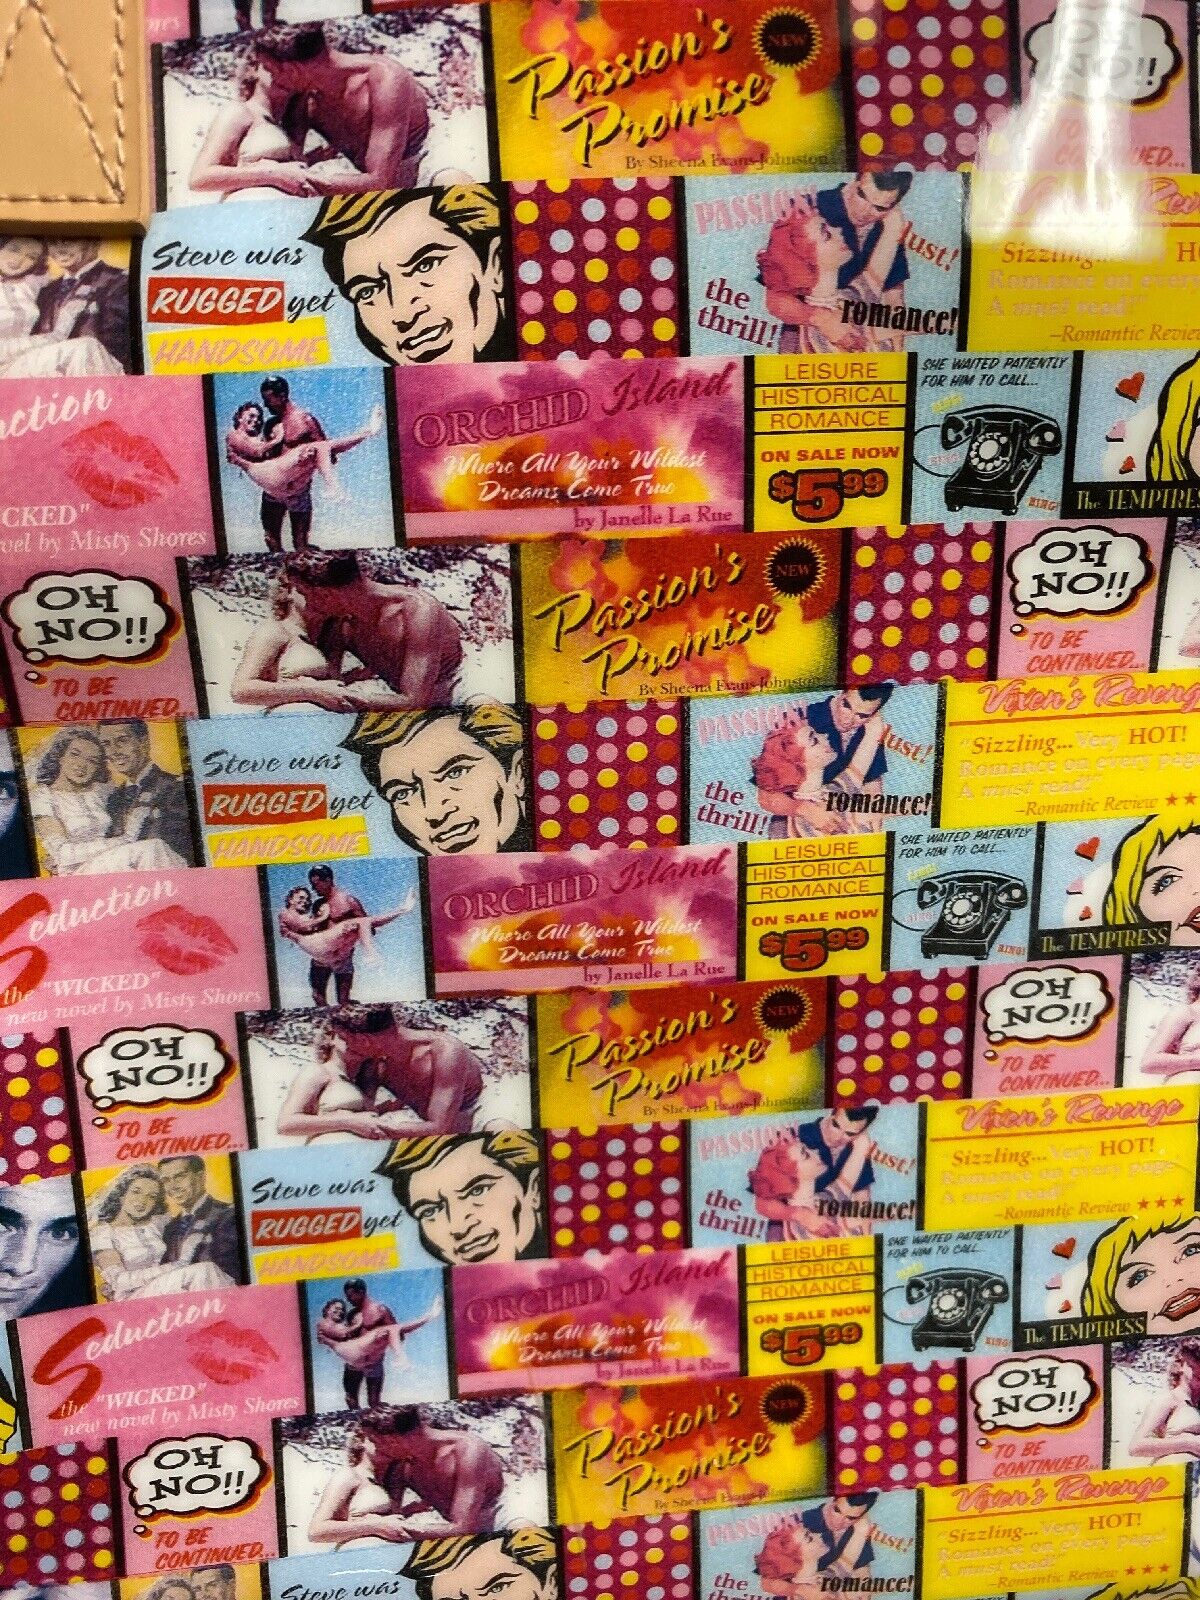 Passion's
Promise
NEW
By Sheena Evans-Johnston
OH
NO!!
TO BE
CONTINUED...
Steve was
RUGGED yet
HANDSOME
PASSION!
lust!
the
thrill!
romance!
Sizzling...
Romance on every
A must read!"
–Romantic Review
LEISURE
HISTORICAL
ROMANCE
ON SALE NOW
$5.99
SHE WAITED PATIENTLY
FOR HIM TO CALL...
RING!
The TEMPTRESS
ORCHID Island
Where All Your Wildest
Dreams Come True
by Janelle La Rue
by Misty Shores
OH
NO!!
TO BE
CONTINUED...
Passion's
Promise
NEW
By Sheena Evans-Johnston
OH
NO!!
TO BE
CONTINUED...
Steve was
RUGGED yet
HANDSOME
PASSION!
lust!
the
thrill!
romance!
Vixen's Revenge
"Sizzling... Very HOT!
Romance on every page
A must read!"
–Romantic Review ★★
Seduction
the "WICKED"
new novel by Misty Shores
ORCHID Island
Where All Your Wildest
Dreams Come True
by Janelle La Rue
LEISURE
HISTORICAL
ROMANCE
ON SALE NOW
$5.99
SHE WAITED PATIENTLY
FOR HIM TO CALL...
RING!
The TEMPTRESS
OH
NO!!
TO BE
CONTINUED...
Passion's
Promise
NEW
By Sheena Evans-Johnston
OH
NO!!
TO BE
CONTINUED...
Steve was
RUGGED yet
HANDSOME
PASSION!
lust!
the
thrill!
romance!
Vixen's Revenge
"Sizzling... Very HOT!
Romance on every page
A must read!"
–Romantic Review ★★★
Seduction
the "WICKED"
new novel by Misty Shores
ORCHID Island
Where All Your Wildest
Dreams Come True
by Janelle La Rue
LEISURE
HISTORICAL
ROMANCE
ON SALE NOW
$5.99
SHE WAITED PATIENTLY
FOR HIM TO CALL...
RING!
The TEMPTRESS
OH
NO!!
TO BE
CONTINUED...
Passion's
Promise
NEW
By Sheena Evans-Johnston
OH
NO!!
TO BE
CONTINUED...
Steve was
PASSION!
lust!
the
thrill!
romance!
Vixen's Revenge
"Sizzling... Very HOT!
Romance on every page
A must read!"
–Romantic Review ★★★